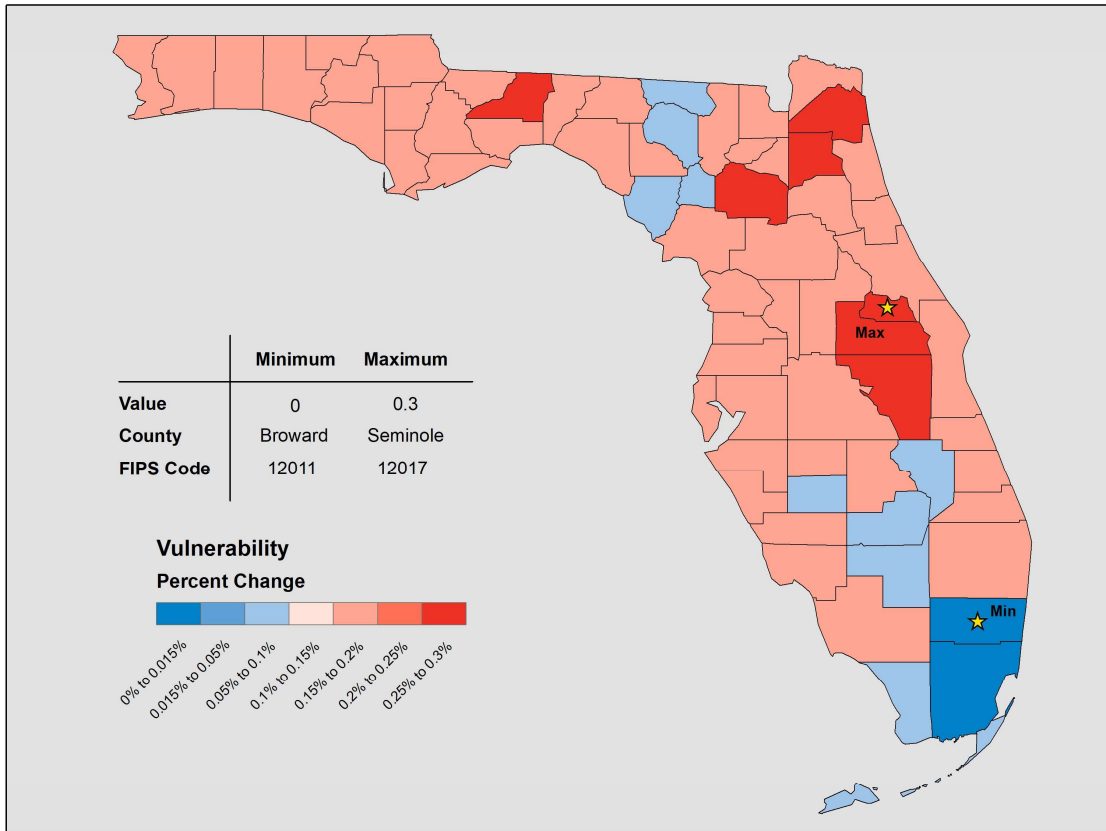 Max
Minimum Maximum
Value 0 0.3
County Broward Seminole
FIPS Code 12011 12017
Vulnerability
Percent Change
0% to 0.015%
0.015% to 0.05%
0.05% to 0.1%
0.1% to 0.15%
0.15% to 0.2%
0.2% to 0.25%
0.25% to 0.3%
Min